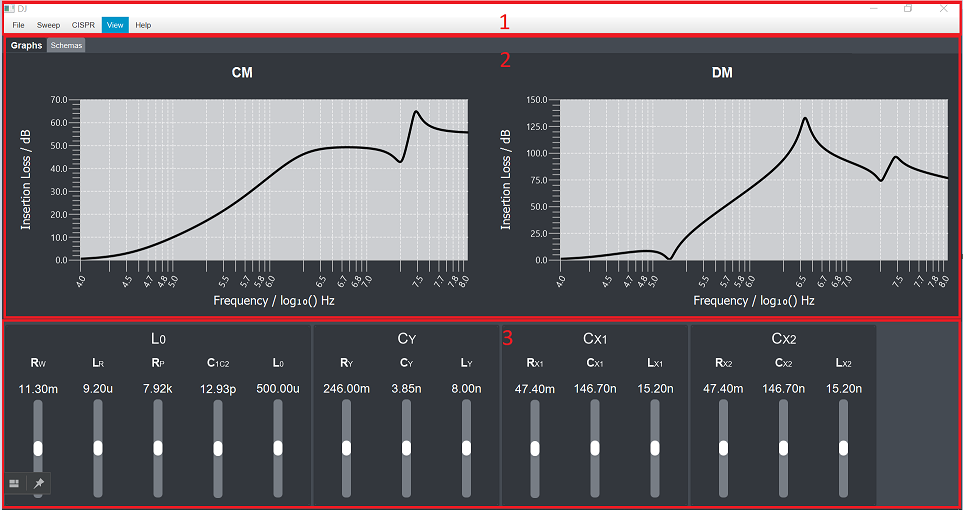 DJ
File Sweep CISPR View Help
1
Graphs Schemas
2
CM
70.0
60.0
50.0
40.0
30.0
20.0
10.0
0.0
Insertion Loss / dB
4.0 4.5 4.7 4.8 5.0 5.5 5.7 5.8 6.0 6.5 6.7 6.8 7.0 7.5 7.7 7.8 8.0
Frequency / log₁₀() Hz
DM
150.0
125.0
100.0
75.0
50.0
25.0
0.0
Insertion Loss / dB
4.0 4.5 4.7 4.8 5.0 5.5 5.7 5.8 6.0 6.5 6.7 6.8 7.0 7.5 7.7 7.8 8.0
Frequency / log₁₀() Hz
3
L0
RW LR RP C1C2 L0
11.30m 9.20u 7.92k 12.93p 500.00u
CY
RY CY LY
246.00m 3.85n 8.00n
CX1
RX1 CX1 LX1
47.40m 146.70n 15.20n
CX2
RX2 CX2 LX2
47.40m 146.70n 15.20n